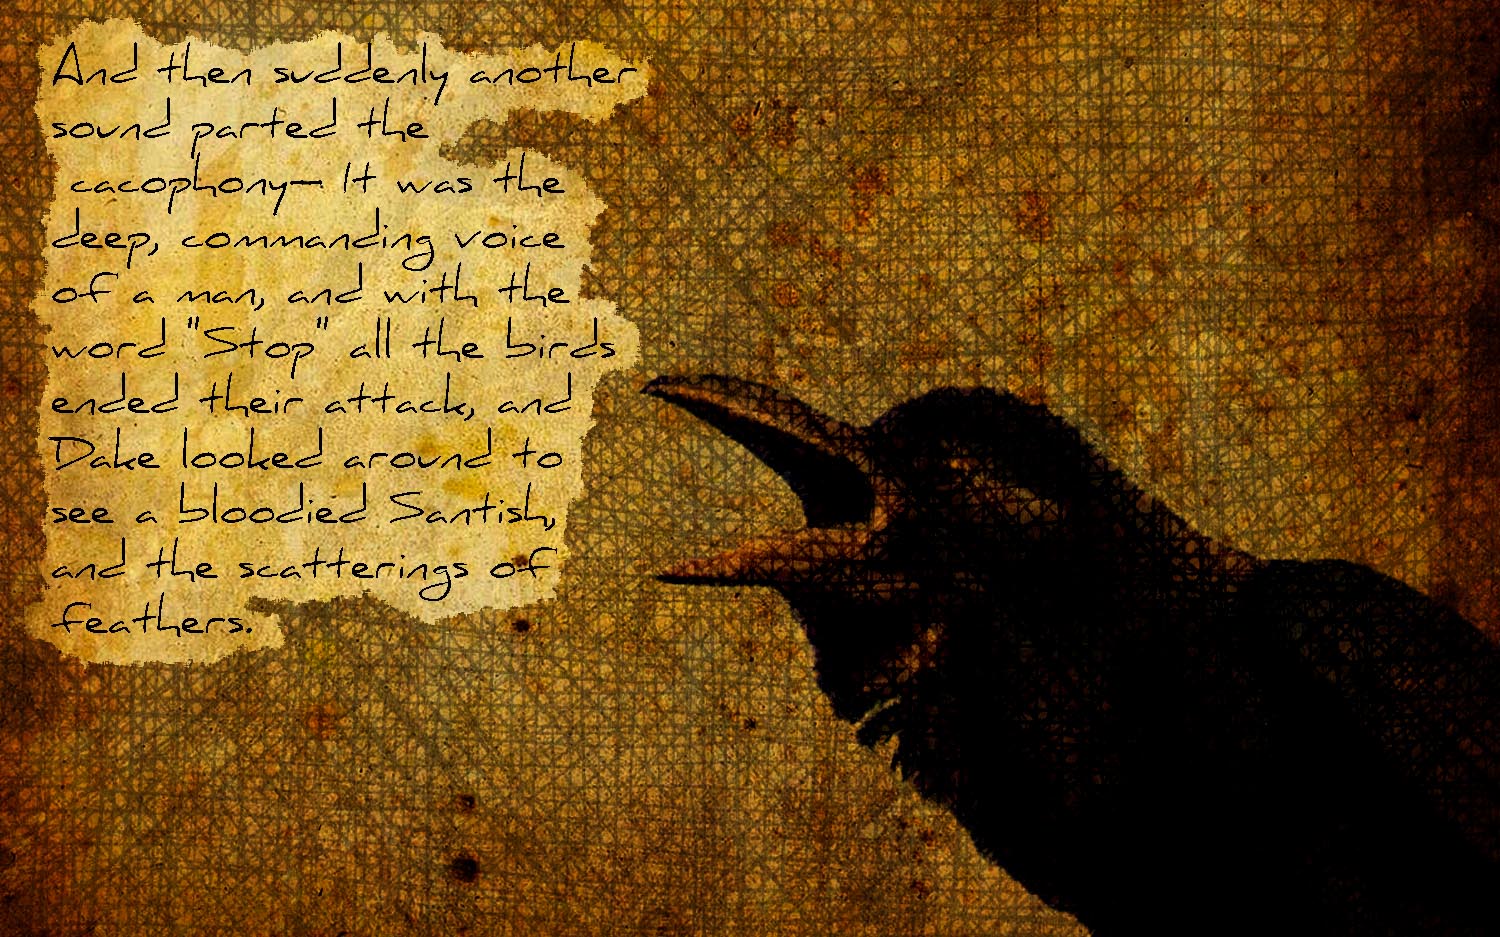 And then suddenly another
sound parted the
cacophony— It was the
deep, commanding voice
of a man, and with the
word "Stop" all the birds
ended their attack, and
Dake looked around to
see a bloodied Santish,
and the scatterings of
feathers.